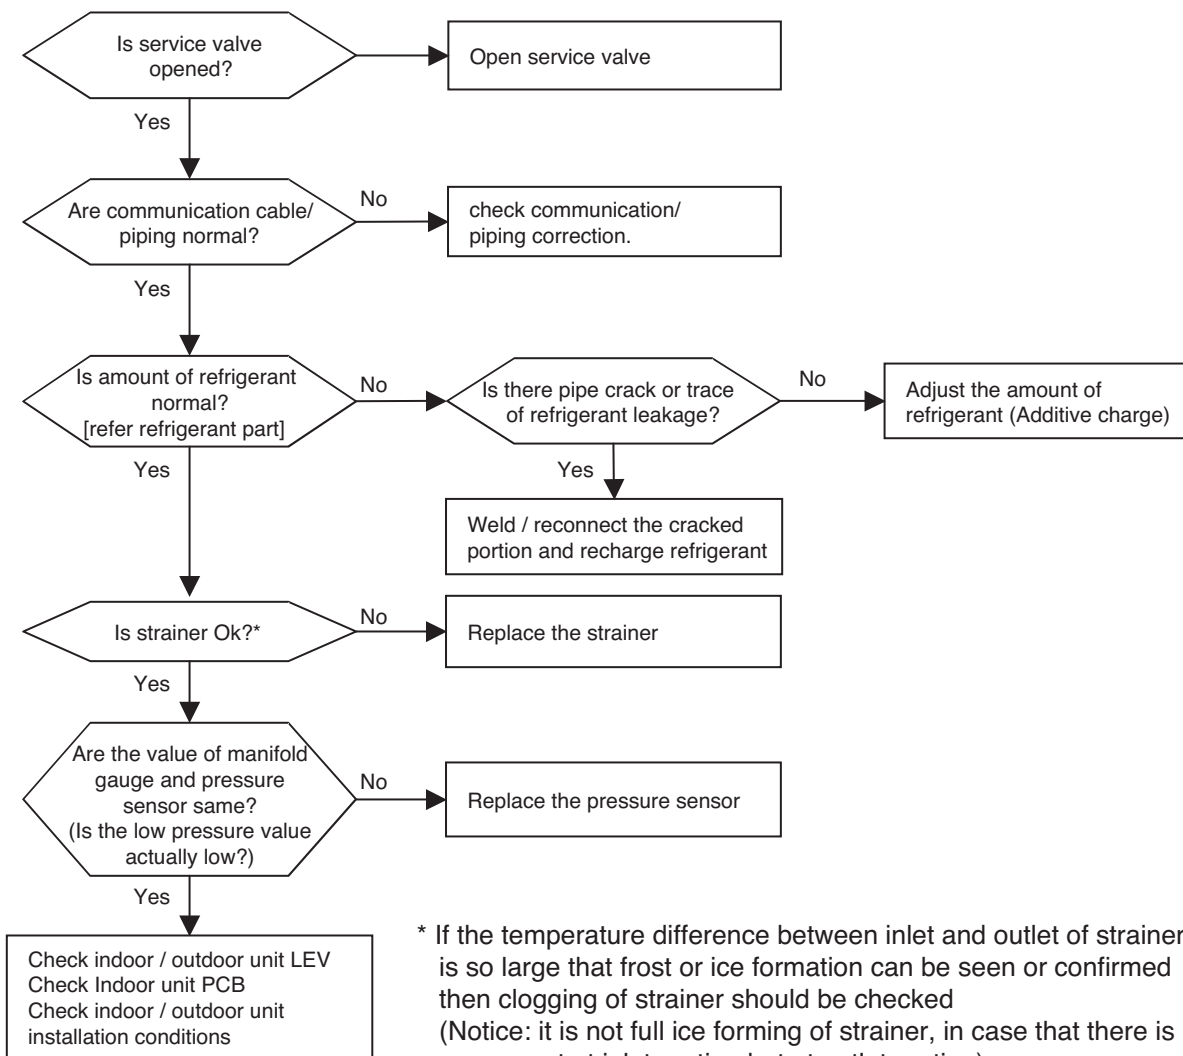 Is service valve
opened?
Open service valve
Yes
Are communication cable/
piping normal?
No
check communication/
piping correction.
Yes
Is amount of refrigerant
normal?
[refer refrigerant part]
No
Is there pipe crack or trace
of refrigerant leakage?
No
Adjust the amount of
refrigerant (Additive charge)
Yes
Yes
Weld / reconnect the cracked
portion and recharge refrigerant
Is strainer Ok?*
No
Replace the strainer
Yes
Are the value of manifold
gauge and pressure
sensor same?
(Is the low pressure value
actually low?)
No
Replace the pressure sensor
Yes
Check indoor / outdoor unit LEV
Check Indoor unit PCB
Check indoor / outdoor unit
installation conditions
* If the temperature difference between inlet and outlet of strainer
is so large that frost or ice formation can be seen or confirmed
then clogging of strainer should be checked
(Notice: it is not full ice forming of strainer, in case that there is